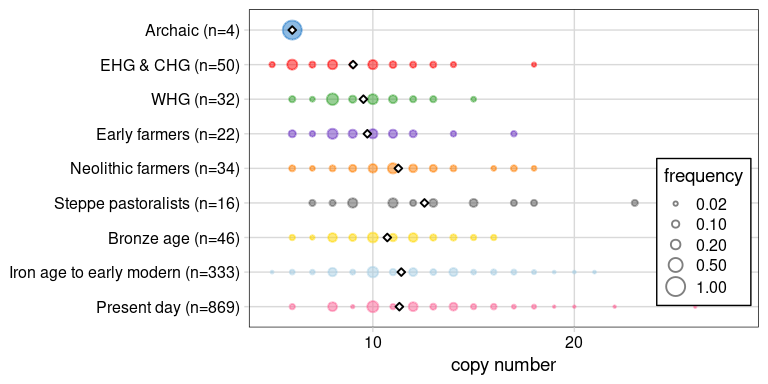 Archaic (n=4)
EHG & CHG (n=50)
WHG (n=32)
Early farmers (n=22)
Neolithic farmers (n=34)
Steppe pastoralists (n=16)
Bronze age (n=46)
Iron age to early modern (n=333)
Present day (n=869)
frequency
0.02
0.10
0.20
0.50
1.00
10 20
copy number